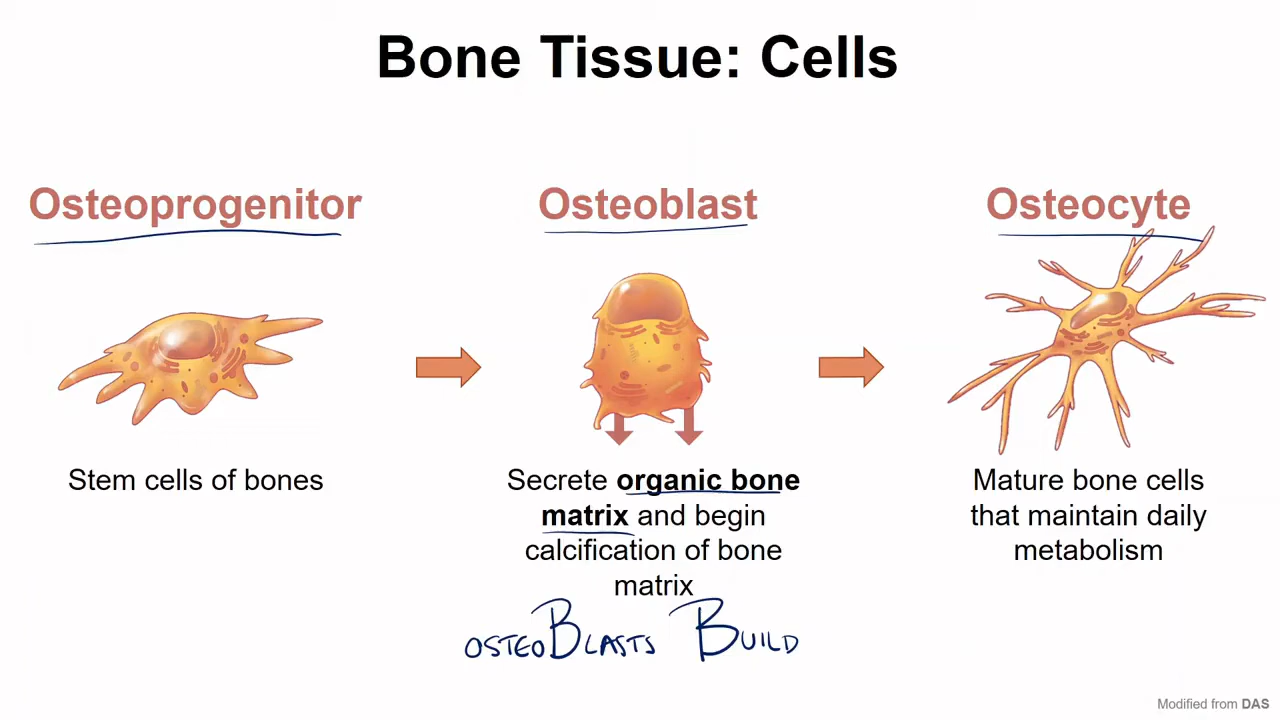 Bone Tissue: Cells
Osteoprogenitor
Stem cells of bones
Osteoblast
Secrete organic bone
matrix and begin
calcification of bone
matrix
OSTEOBLASTS BUILD
Osteocyte
Mature bone cells
that maintain daily
metabolism
Modified from DAS